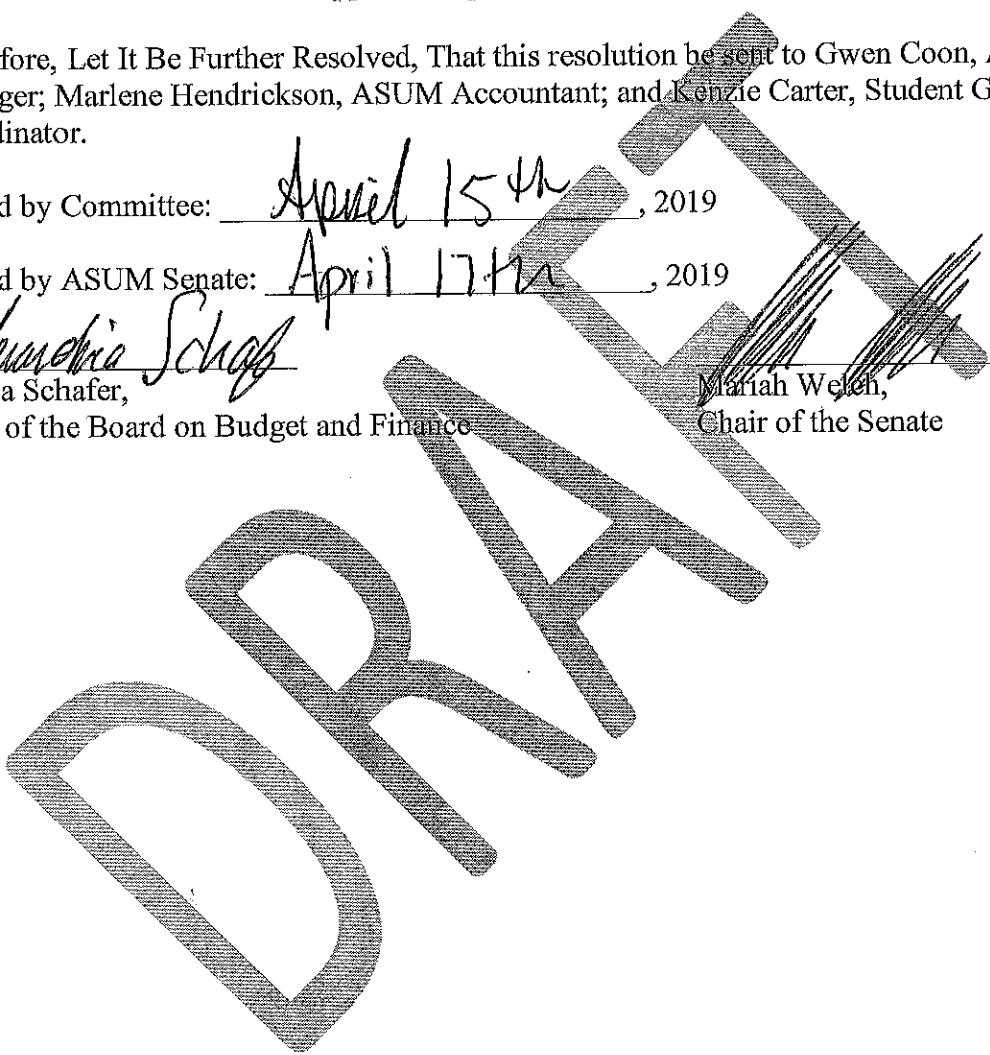 fore, Let It Be Further Resolved, That this resolution be sent to Gwen Coon, A
ger; Marlene Hendrickson, ASUM Accountant; and Kenzie Carter, Student G
linator.
d by Committee: April 15th, 2019
d by ASUM Senate: April 17th, 2019
Schaf
a Schafer,
Mariah Welch,
of the Board on Budget and Finance
Chair of the Senate
DRAFT